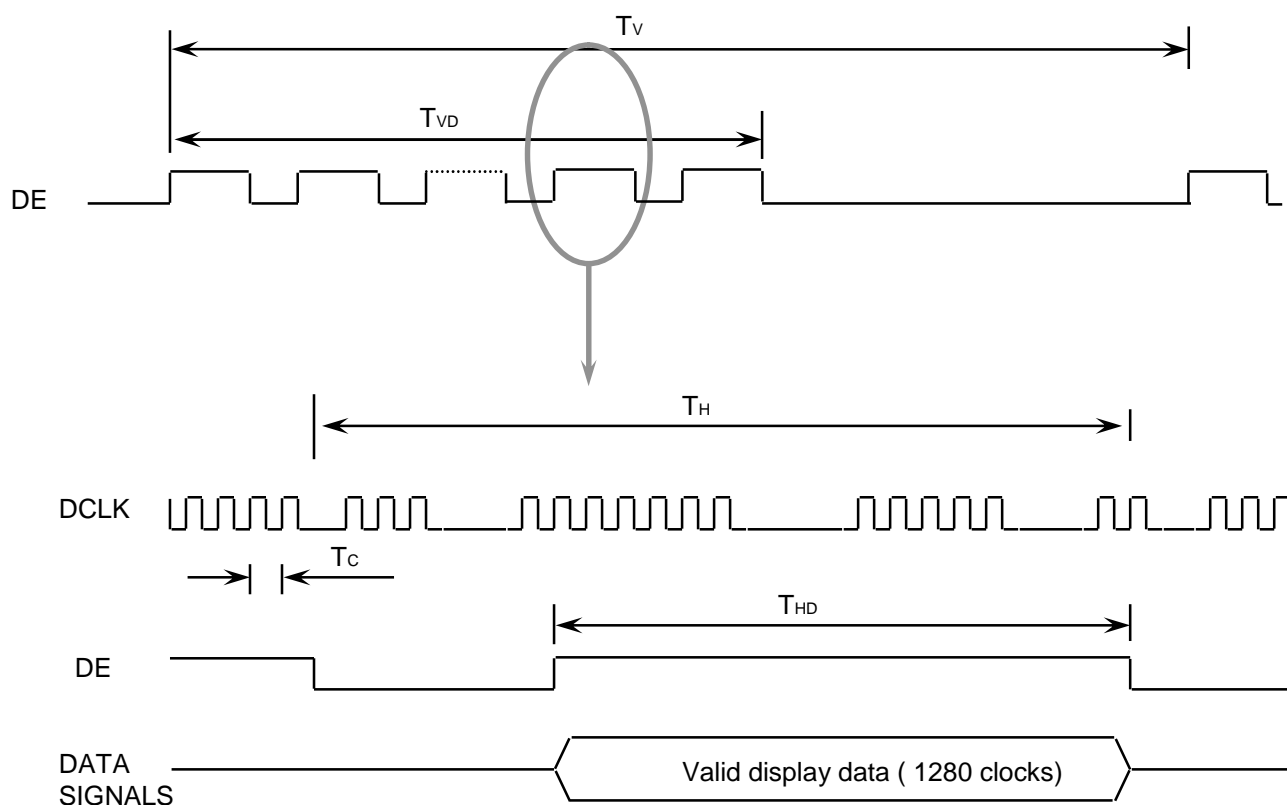 TV
TVD
DE
TH
DCLK
TC
THD
DE
DATA
SIGNALS
Valid display data ( 1280 clocks)